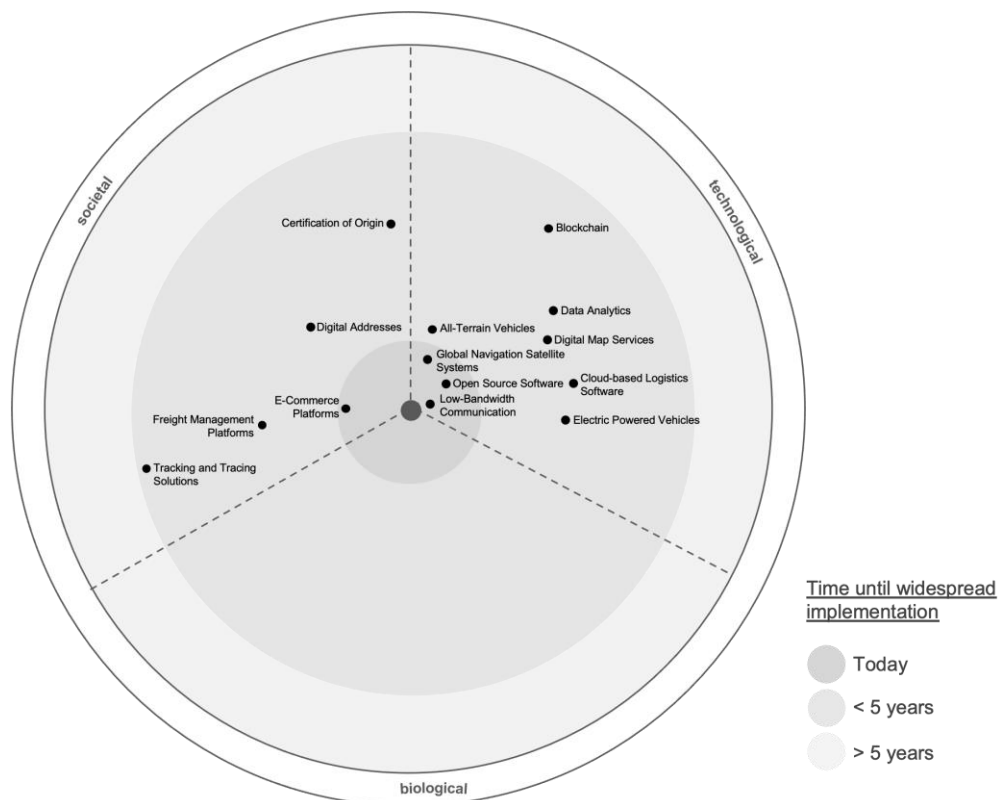 societal
technological
Certification of Origin
Blockchain
Data Analytics
Digital Addresses
All-Terrain Vehicles
Digital Map Services
Global Navigation Satellite
Systems
Open Source Software
Cloud-based Logistics
Software
E-Commerce
Platforms
Low-Bandwidth
Communication
Freight Management
Platforms
Electric Powered Vehicles
Tracking and Tracing
Solutions
Time until widespread
implementation
Today
< 5 years
> 5 years
biological